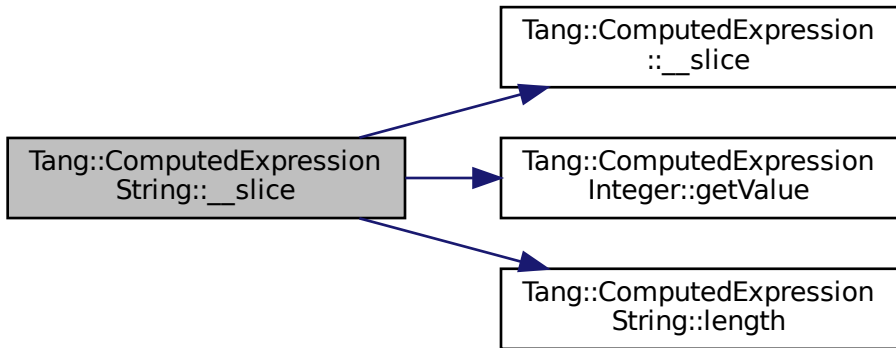 Tang::ComputedExpression
String::__slice
Tang::ComputedExpression
::__slice
Tang::ComputedExpression
Integer::getValue
Tang::ComputedExpression
String::length